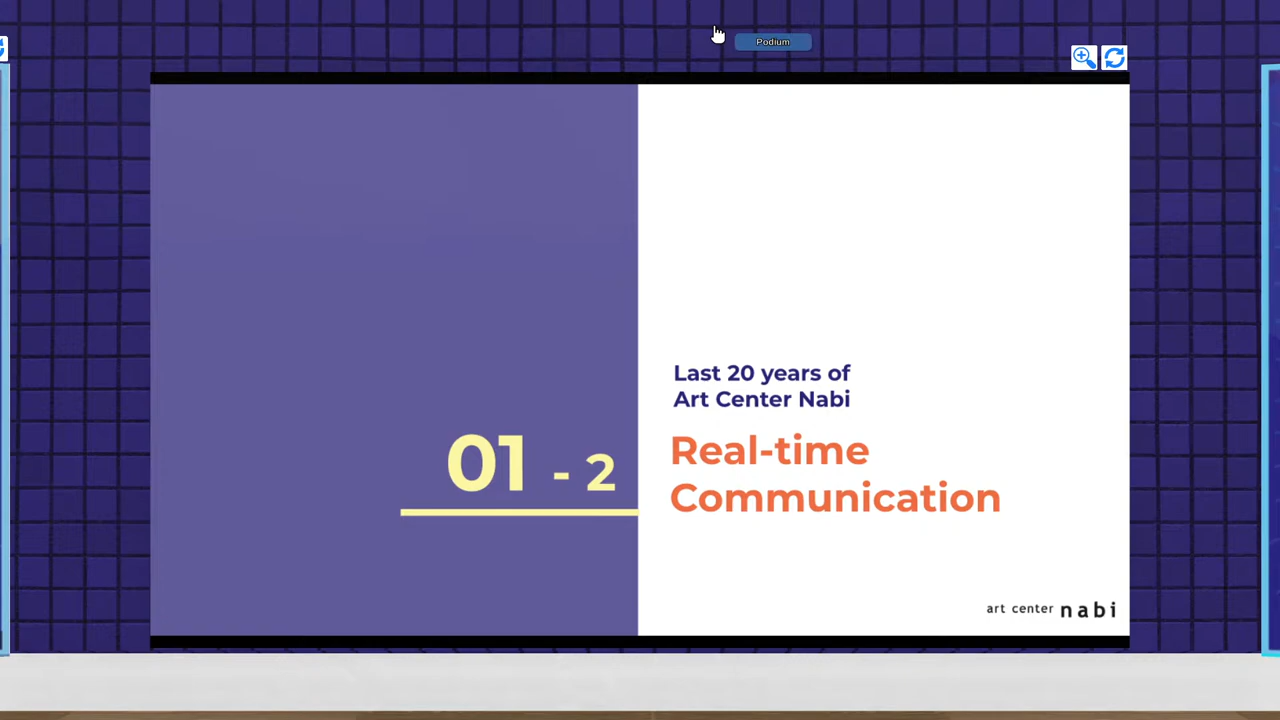 Podium
Last 20 years of
Art Center Nabi
01 - 2
Real-time
Communication
art center nabi